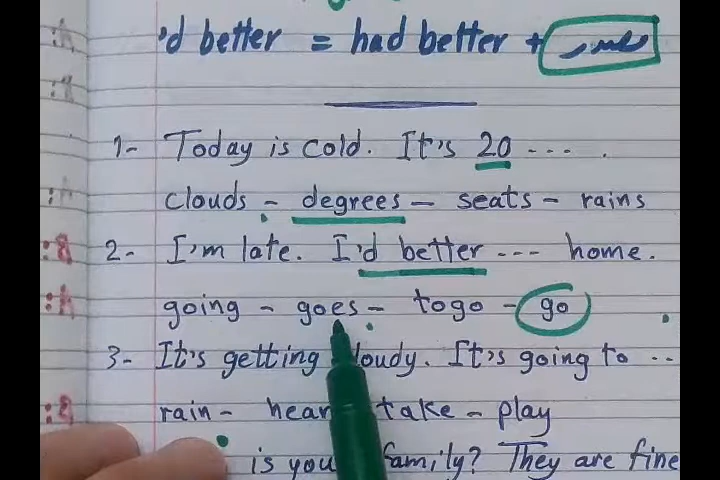 'd better = had better + مصدر
1- Today is cold. It's 20 ... .
clouds - degrees - seats - rains
2- I'm late. I'd better --- home.
going - goes - to go - go
3- It's getting cloudy. It's going to ..
rain - hear take - play
is you family? They are fine